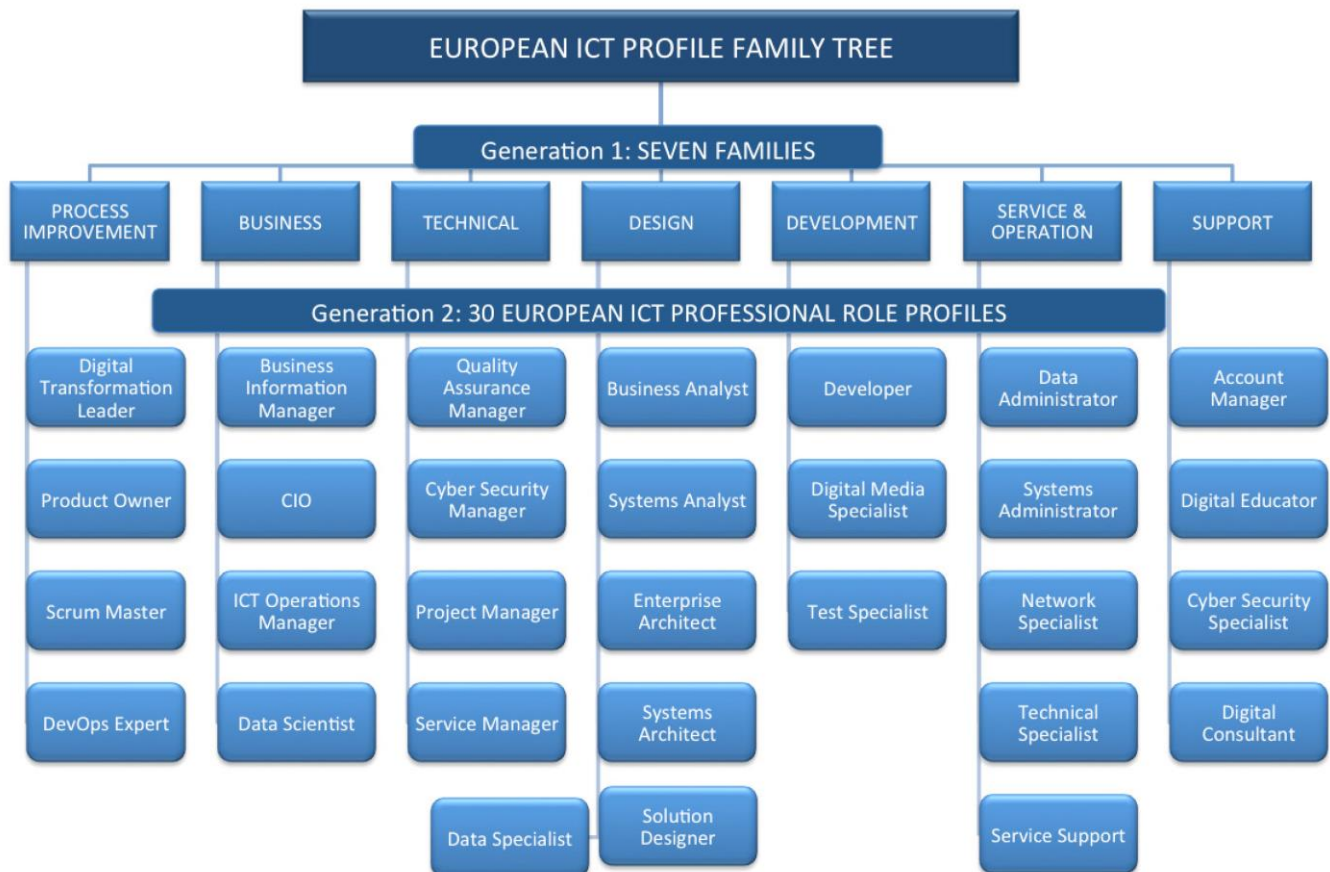 EUROPEAN ICT PROFILE FAMILY TREE
Generation 1: SEVEN FAMILIES
PROCESS
IMPROVEMENT
BUSINESS
TECHNICAL
DESIGN
DEVELOPMENT
SERVICE &
OPERATION
SUPPORT
Generation 2: 30 EUROPEAN ICT PROFESSIONAL ROLE PROFILES
Digital
Transformation
Leader
Business
Information
Manager
Quality
Assurance
Manager
Business Analyst
Developer
Data
Administrator
Account
Manager
Product Owner
CIO
Cyber Security
Manager
Systems Analyst
Digital Media
Specialist
Systems
Administrator
Digital Educator
Scrum Master
ICT Operations
Manager
Project Manager
Enterprise
Architect
Test Specialist
Network
Specialist
Cyber Security
Specialist
DevOps Expert
Data Scientist
Service Manager
Systems
Architect
Technical
Specialist
Digital
Consultant
Data Specialist
Solution
Designer
Service Support